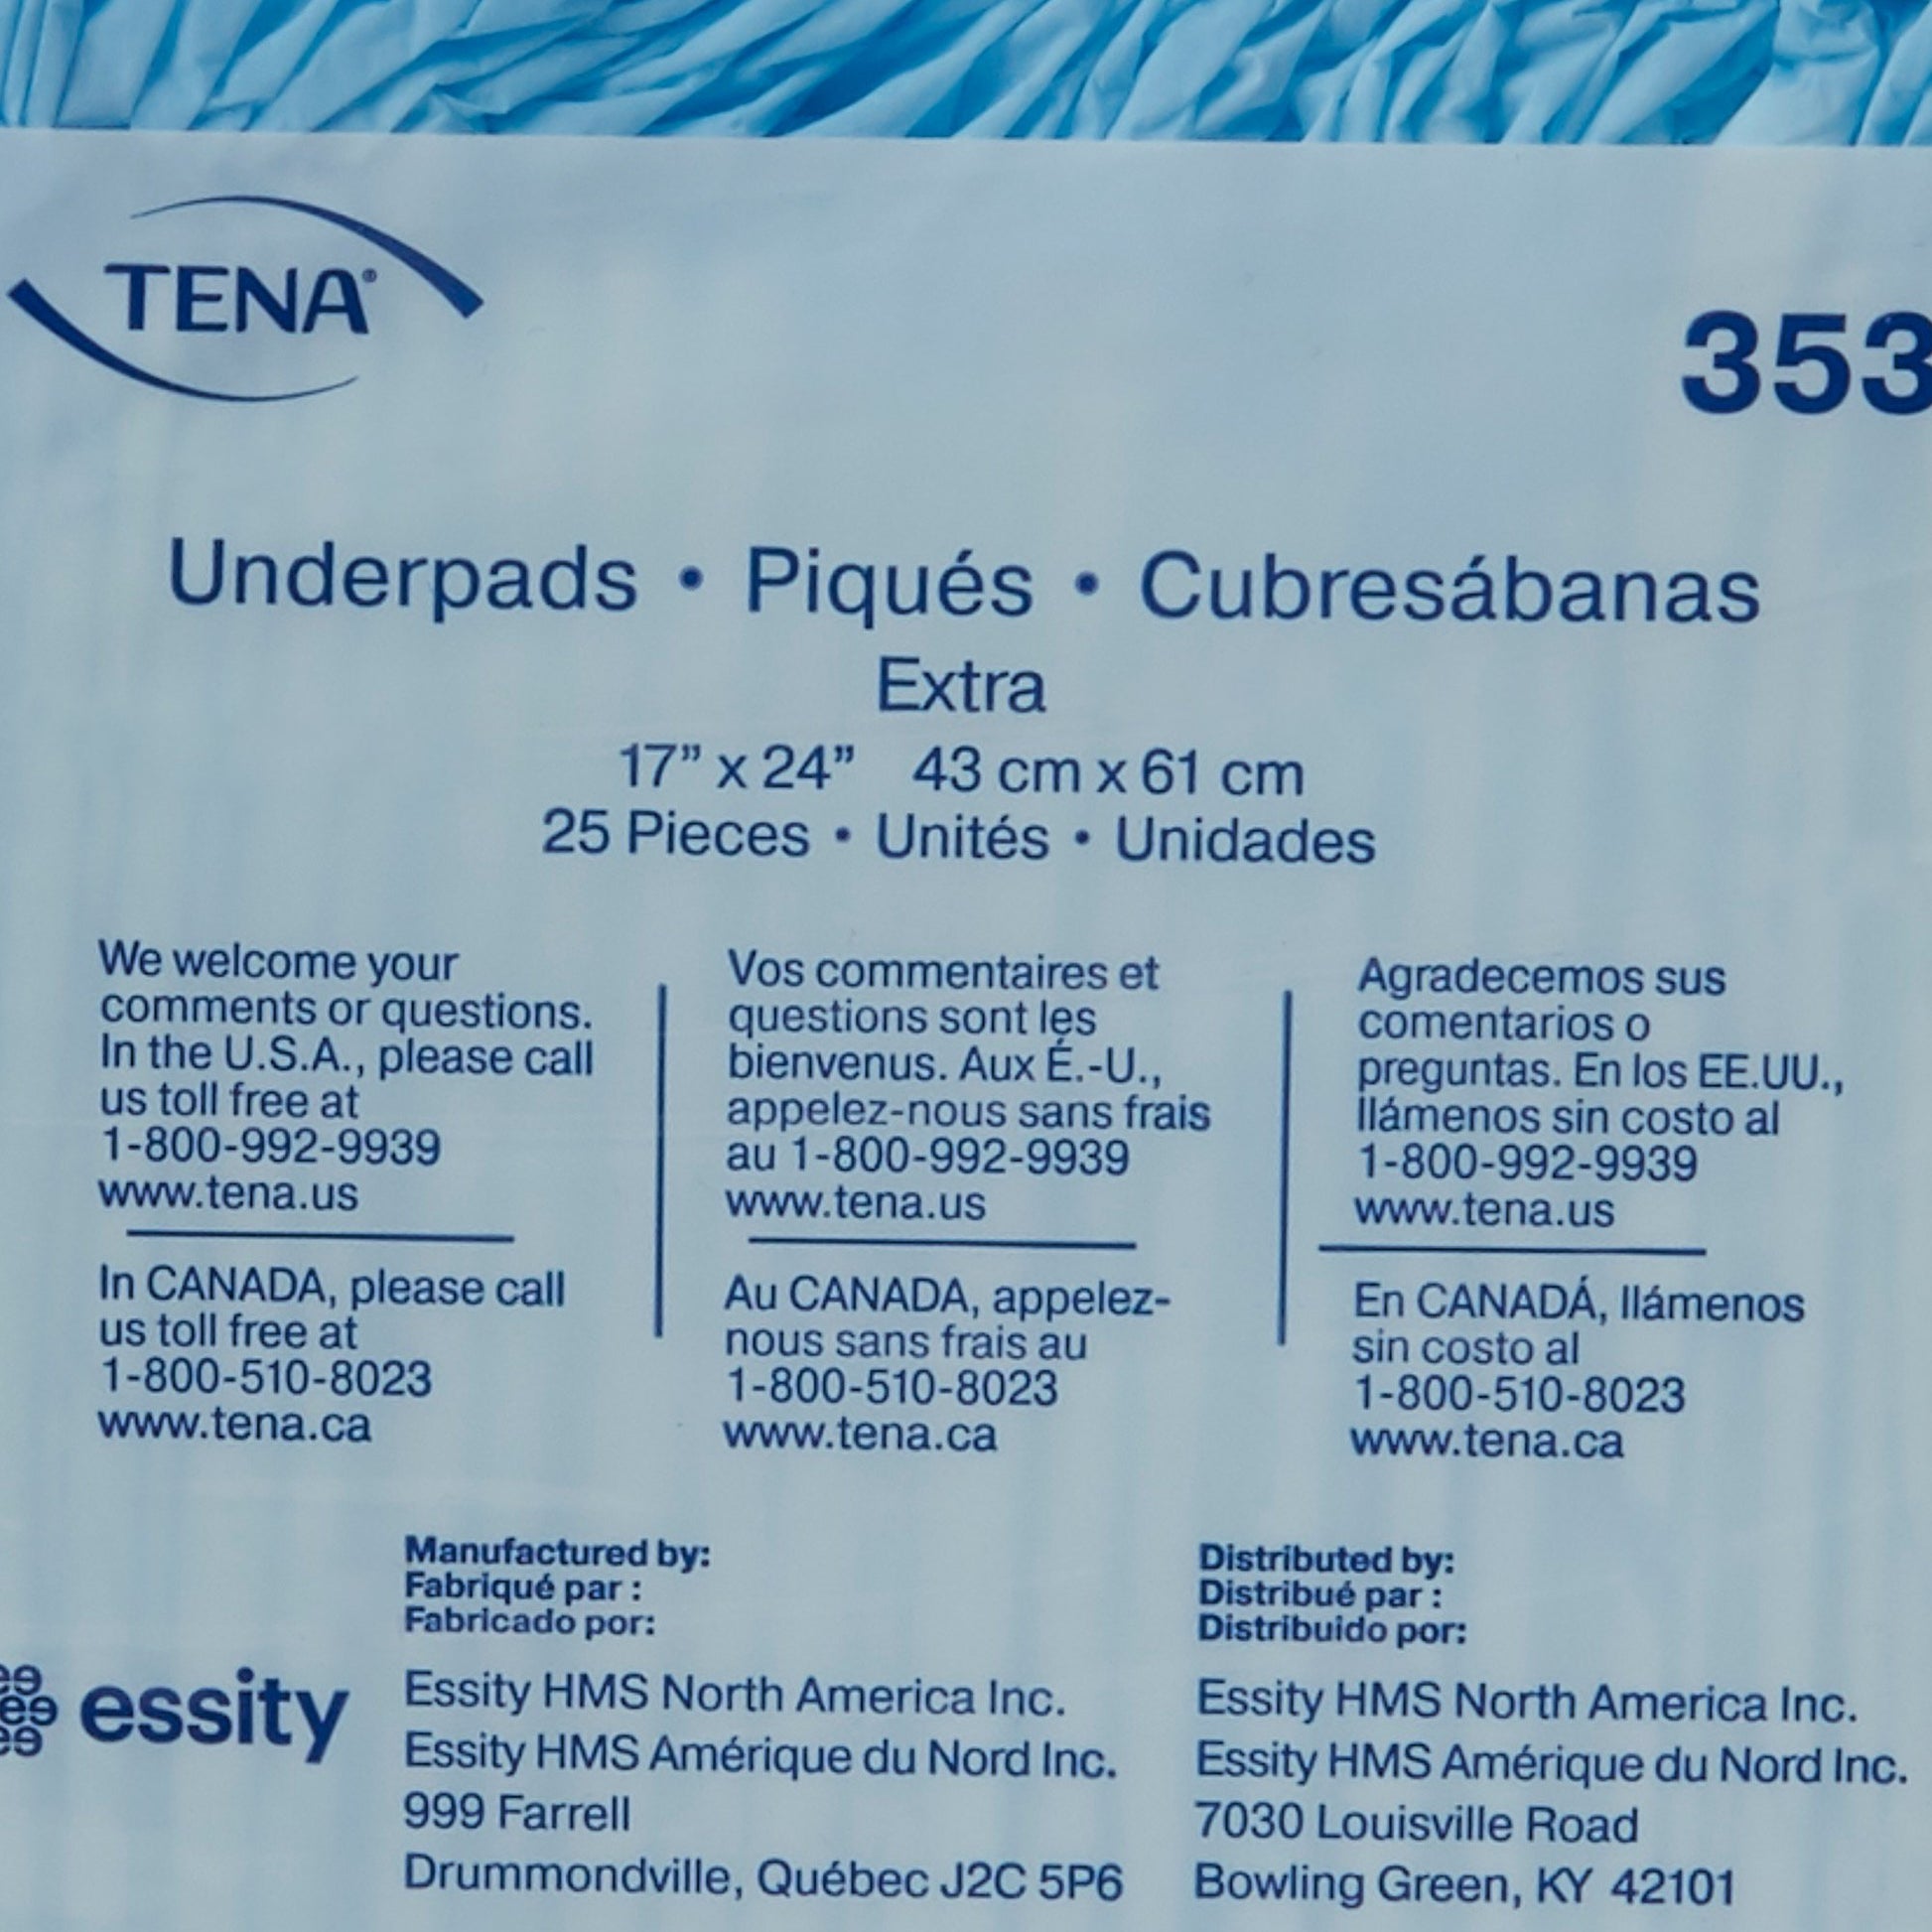 TENA®
353
Underpads • Piqués • Cubresábanas
Extra
17” x 24” 43 cm x 61 cm
25 Pieces • Unités • Unidades
We welcome your
comments or questions.
In the U.S.A., please call
us toll free at
1-800-992-9939
www.tena.us
In CANADA, please call
us toll free at
1-800-510-8023
www.tena.ca
Vos commentaires et
questions sont les
bienvenus. Aux É.-U.,
appelez-nous sans frais
au 1-800-992-9939
www.tena.us
Au CANADA, appelez-
nous sans frais au
1-800-510-8023
www.tena.ca
Agradecemos sus
comentarios o
preguntas. En los EE.UU.,
llámenos sin costo al
1-800-992-9939
www.tena.us
En CANADÁ, llámenos
sin costo al
1-800-510-8023
www.tena.ca
essity
Manufactured by:
Fabriqué par :
Fabricado por:
Essity HMS North America Inc.
Essity HMS Amérique du Nord Inc.
999 Farrell
Drummondville, Québec J2C 5P6
Distributed by:
Distribué par :
Distribuido por:
Essity HMS North America Inc.
Essity HMS Amérique du Nord Inc.
7030 Louisville Road
Bowling Green, KY 42101